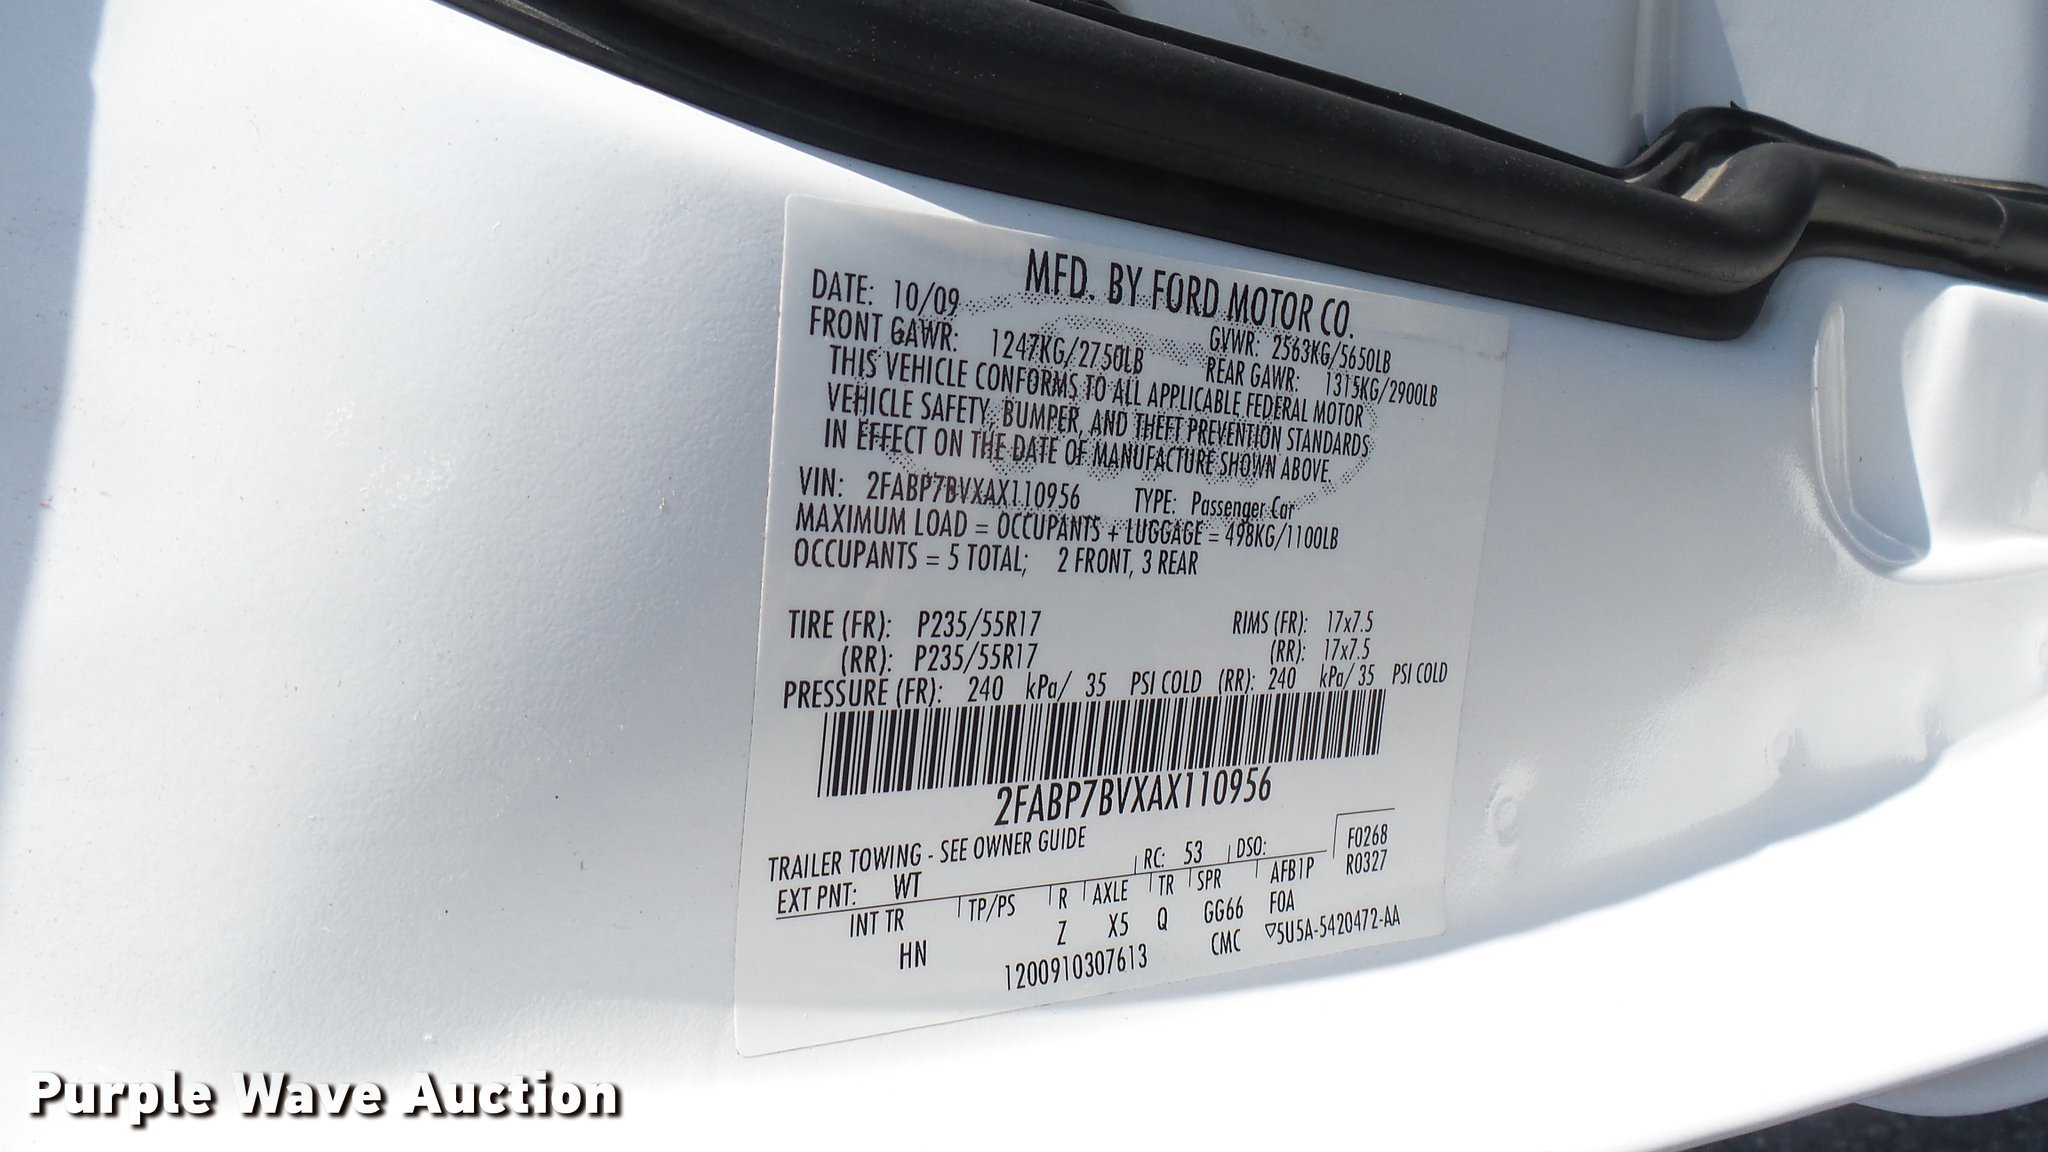 MFD. BY FORD MOTOR CO.
DATE: 10/09 GVWR: 2563KG/5650LB
FRONT GAWR: 1247KG/2750LB REAR GAWR: 1315KG/2900LB
THIS VEHICLE CONFORMS TO ALL APPLICABLE FEDERAL MOTOR
VEHICLE SAFETY, BUMPER, AND THEFT PREVENTION STANDARDS
IN EFFECT ON THE DATE OF MANUFACTURE SHOWN ABOVE.
VIN: 2FABP7BVXAX110956 TYPE: Passenger Car
MAXIMUM LOAD = OCCUPANTS + LUGGAGE = 498KG/1100LB
OCCUPANTS = 5 TOTAL; 2 FRONT, 3 REAR
TIRE (FR): P235/55R17 RIMS (FR): 17x7.5
(RR): P235/55R17 (RR): 17x7.5
PRESSURE (FR): 240 kPa/ 35 PSI COLD (RR): 240 kPa/ 35 PSI COLD
2FABP7BVXAX110956
TRAILER TOWING - SEE OWNER GUIDE F0268
EXT PNT: WT RC: 53 DSO: R0327
INT TR TP/PS R AXLE TR SPR AFB1P
HN Z X5 Q GG66 FOA
1200910307613 CMC ▽5U5A-5420472-AA
Purple Wave Auction